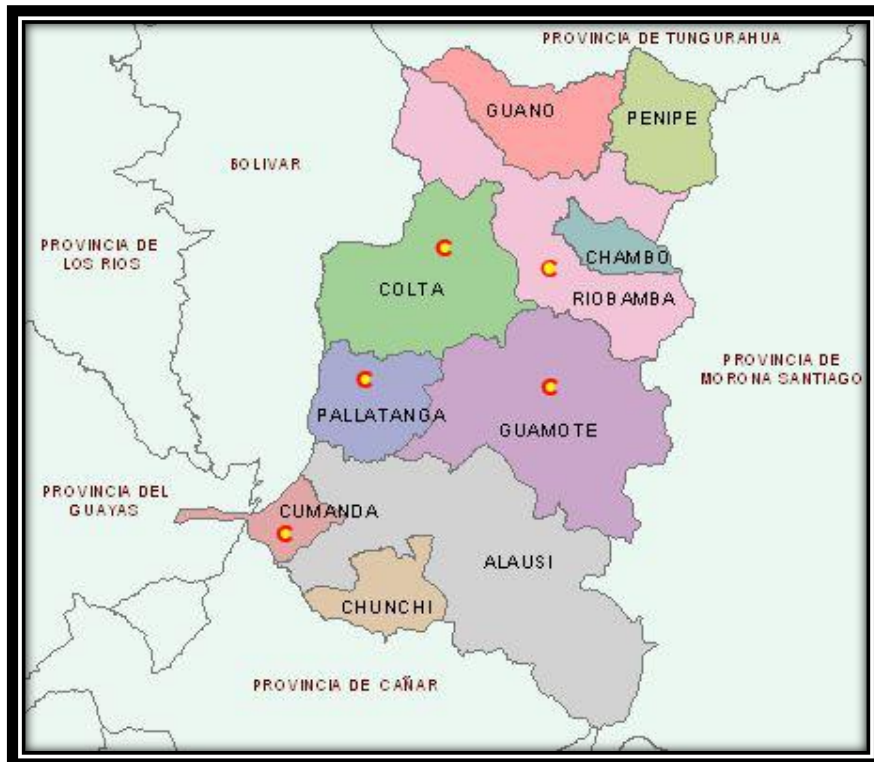 PROVINCIA DE TUNGURAHUA
GUANO
PENIPE
BOLIVAR
PROVINCIA DE
LOS RIOS
C
COLTA
CHAMBO
C
RIOBAMBA
PROVINCIA DE
MORONA SANTIAGO
C
PALLATANGA
C
GUAMOTE
PROVINCIA DEL
GUAYAS
CUMANDA
C
ALAUSI
CHUNCHI
PROVINCIA DE CAÑAR